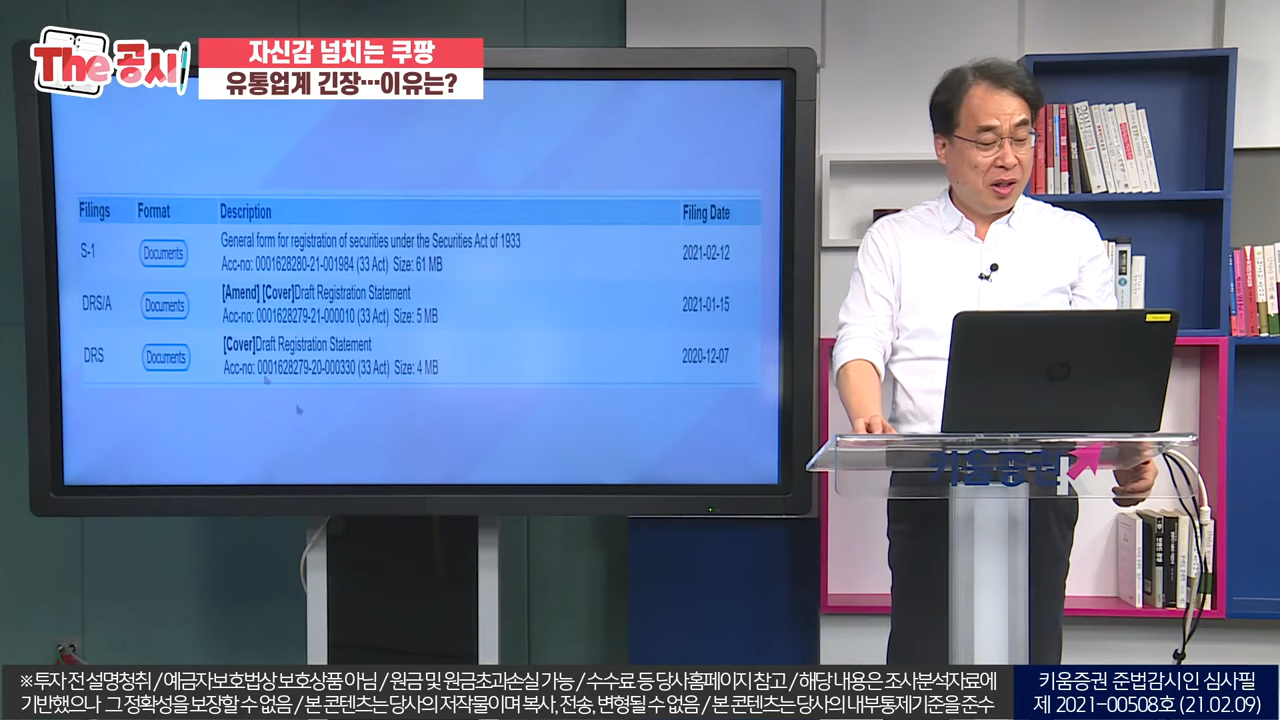 The 공시
자신감 넘치는 쿠팡
유통업계 긴장…이유는?
Filings Format Description Filing Date
S-1 Documents General form for registration of securities under the Securities Act of 1933 2021-02-12
Acc-no: 0001628280-21-001984 (33 Act) Size: 61 MB
DRS/A Documents [Amend] [Cover]Draft Registration Statement 2021-01-15
Acc-no: 0001628279-21-000010 (33 Act) Size: 5 MB
DRS Documents [Cover]Draft Registration Statement 2020-12-07
Acc-no: 0001628279-20-000330 (33 Act) Size: 4 MB
키움증권
※ 투자 전 설명청취 / 예금자보호법상 보호상품 아님 / 원금 및 원금초과손실 가능 / 수수료 등 당사홈페이지 참고 / 해당 내용은 조사분석자료에
기반했으나 그 정확성을 보장할 수 없음 / 본 콘텐츠는 당사의 저작물이며 복사, 전송, 변형될 수 없음 / 본 콘텐츠는 당사의 내부통제기준을 준수
키움증권 준법감시인 심사필
제 2021-00508호 (21.02.09)